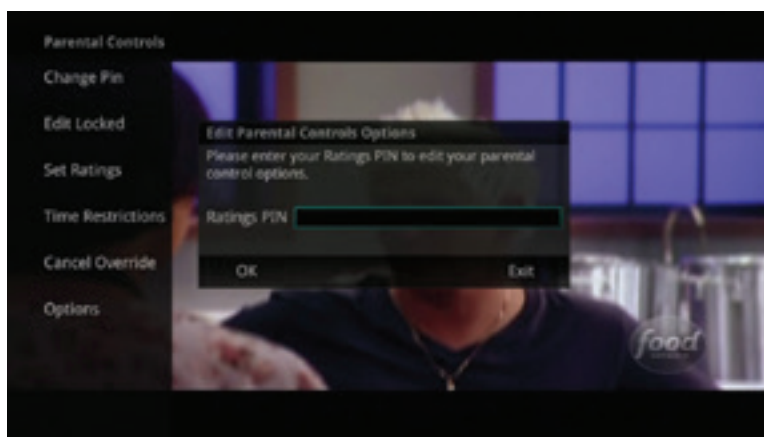 Parental Controls
Change Pin
Edit Locked
Set Ratings
Time Restrictions
Cancel Override
Options
Edit Parental Controls Options
Please enter your Ratings PIN to edit your parental
control options.
Ratings PIN
OK
Exit
food